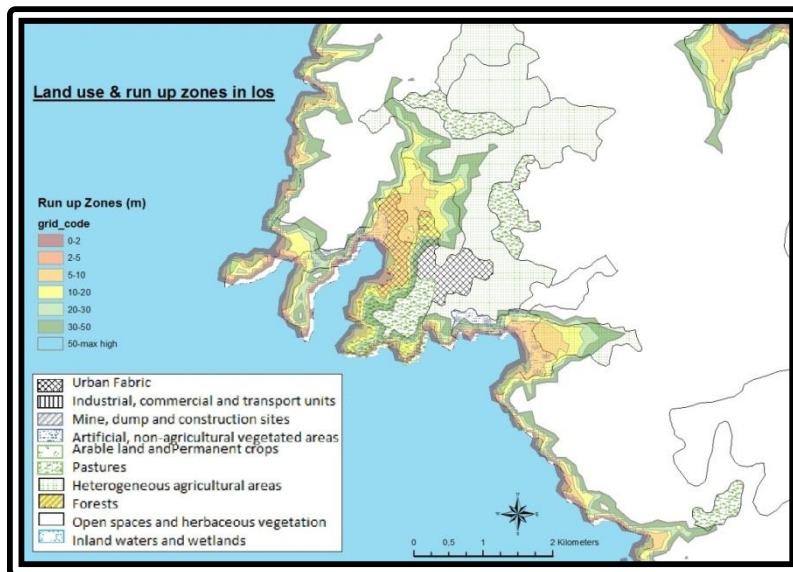 Land use & run up zones in Ios
Run up Zones (m)
grid_code
0-2
2-5
5-10
10-20
20-30
30-50
50-max high
Urban Fabric
Industrial, commercial and transport units
Mine, dump and construction sites
Artificial, non-agricultural vegetated areas
Arable land andPermanent crops
Pastures
Heterogeneous agricultural areas
Forests
Open spaces and herbaceous vegetation
Inland waters and wetlands
0 0,5 1 2 Kilometers